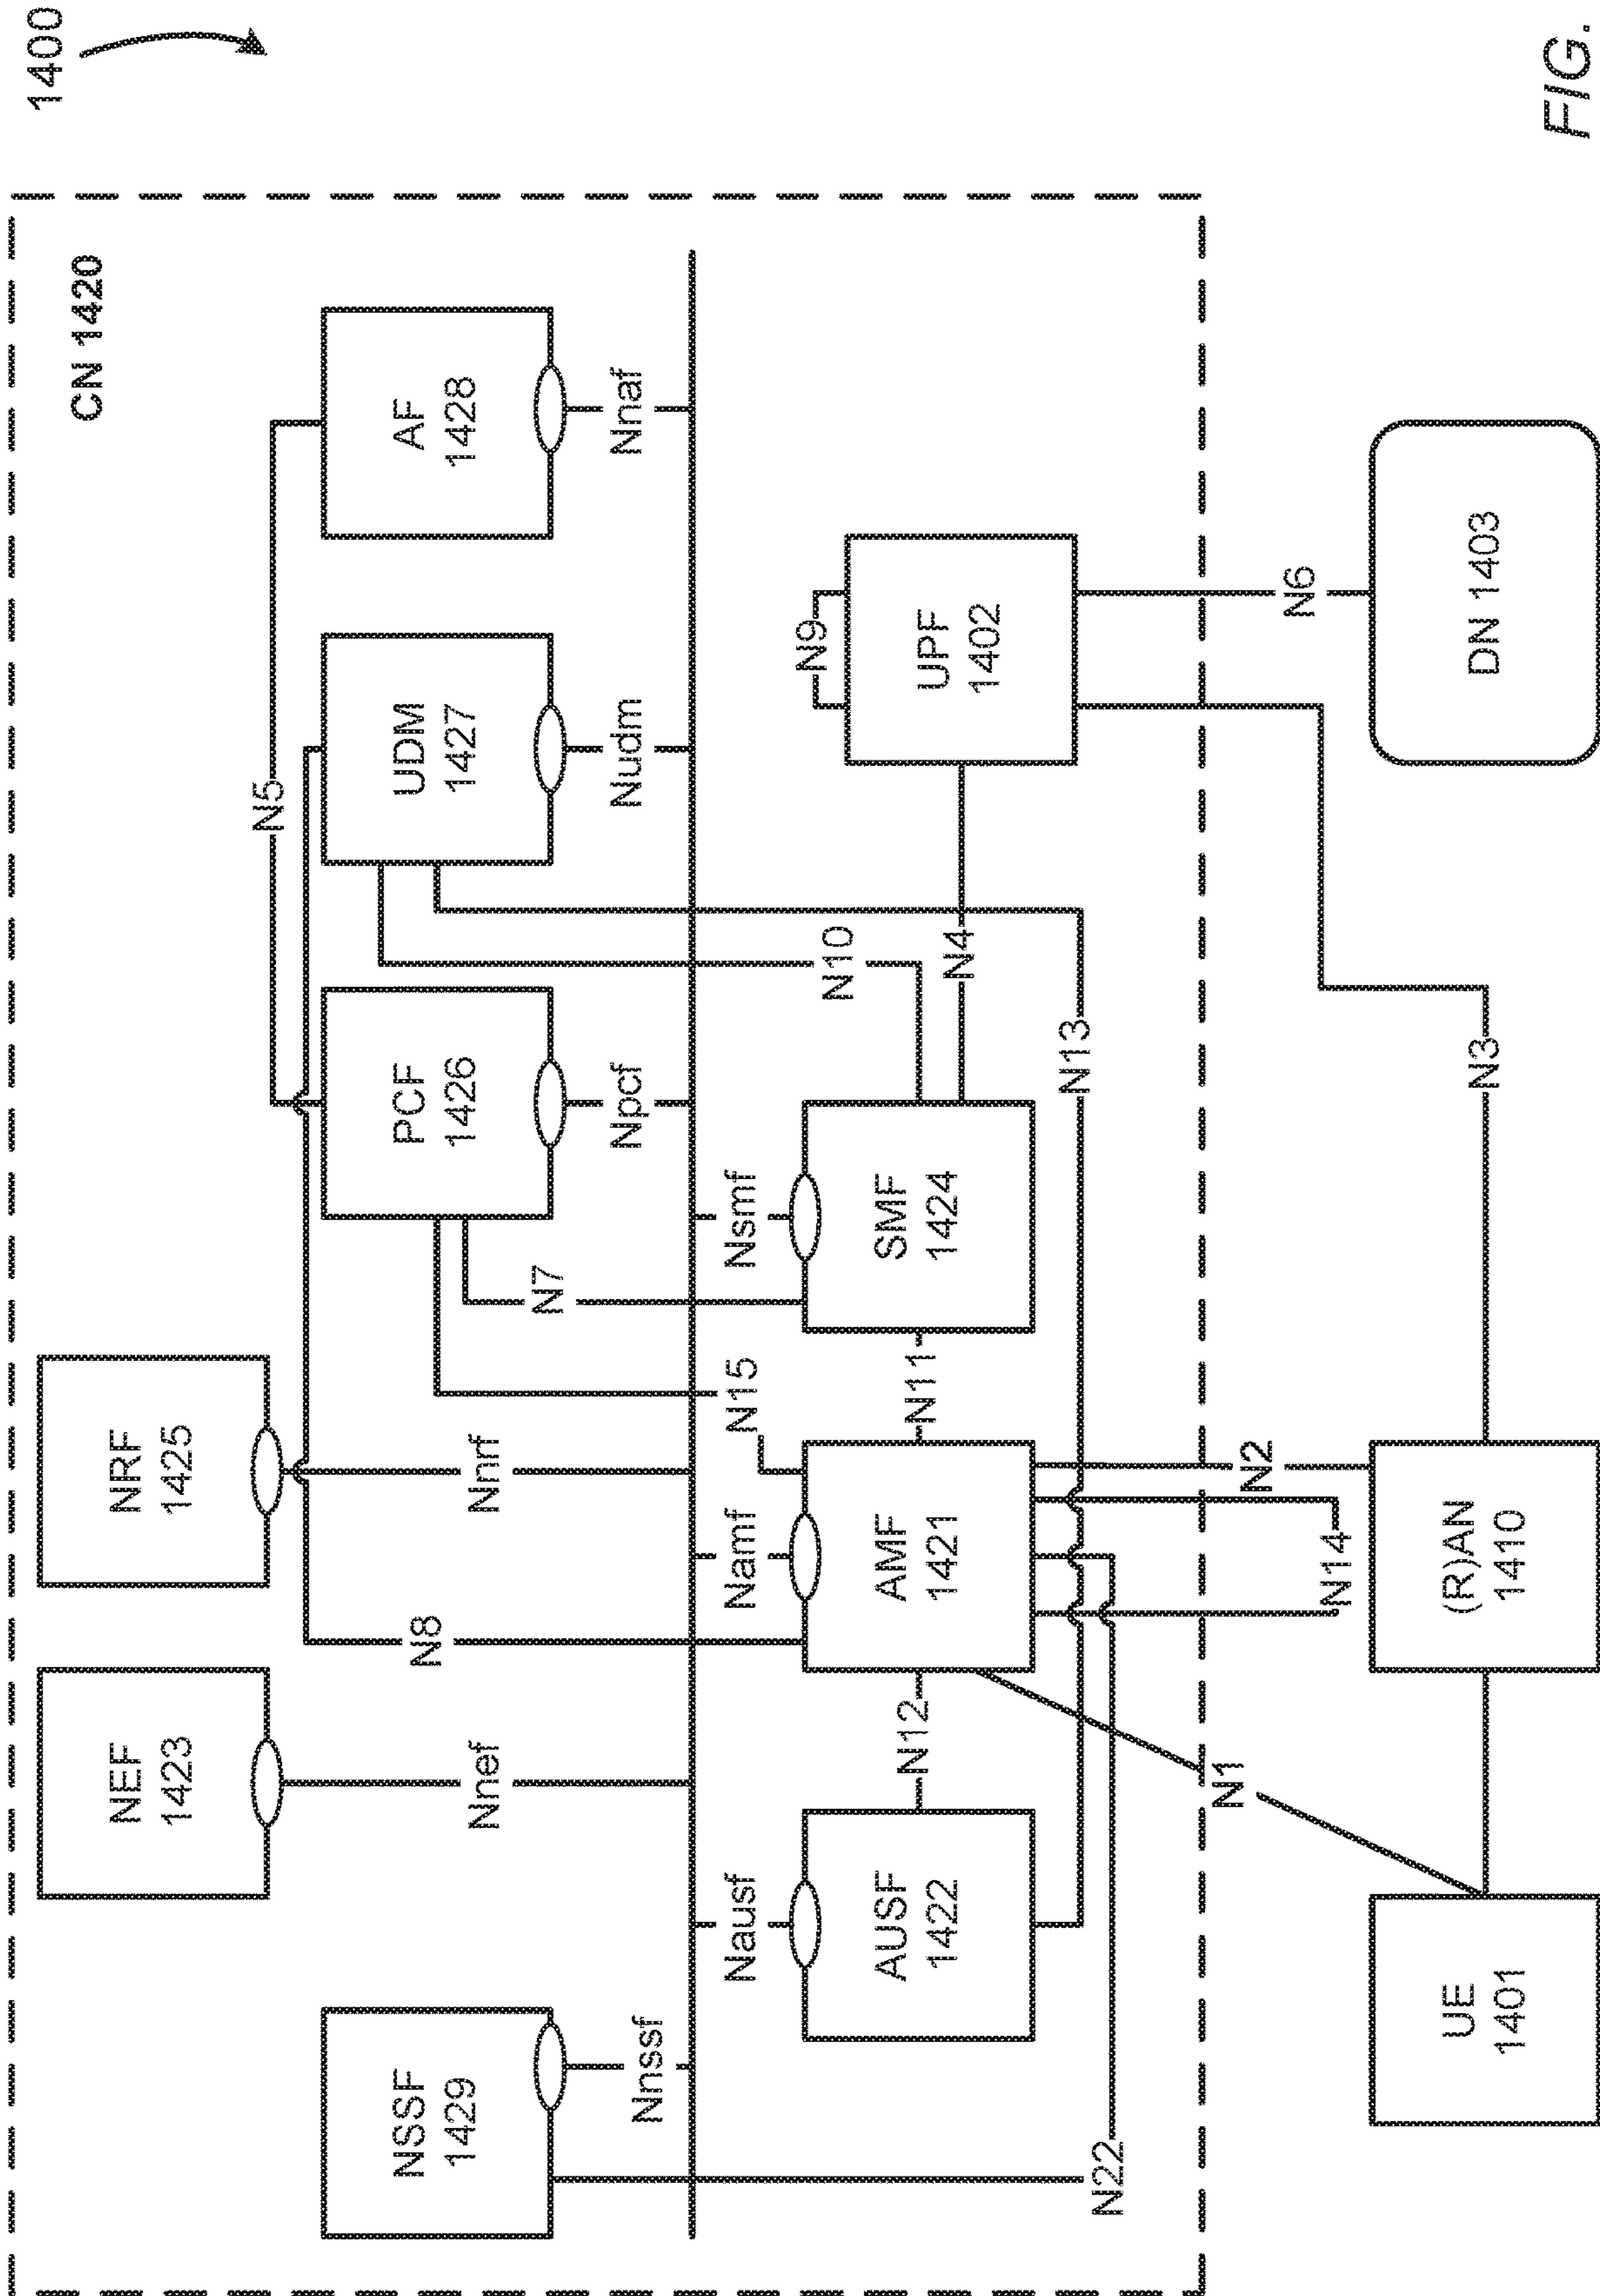 1400
CN 1420
NEF
1423
NRF
1425
N5
N8
NSSF
1429
PCF
1426
UDM
1427
AF
1428
Nnef
Nnrf
N7
Nnssf
Npcf
Nudm
Nnaf
Nausf
Namf
N15
Nsmf
N10
N9
AUSF
1422
N12
AMF
1421
N11
SMF
1424
N4
UPF
1402
N13
N22
N1
N2
N14
N6
UE
1401
(R)AN
1410
N3
DN 1403
FIG.